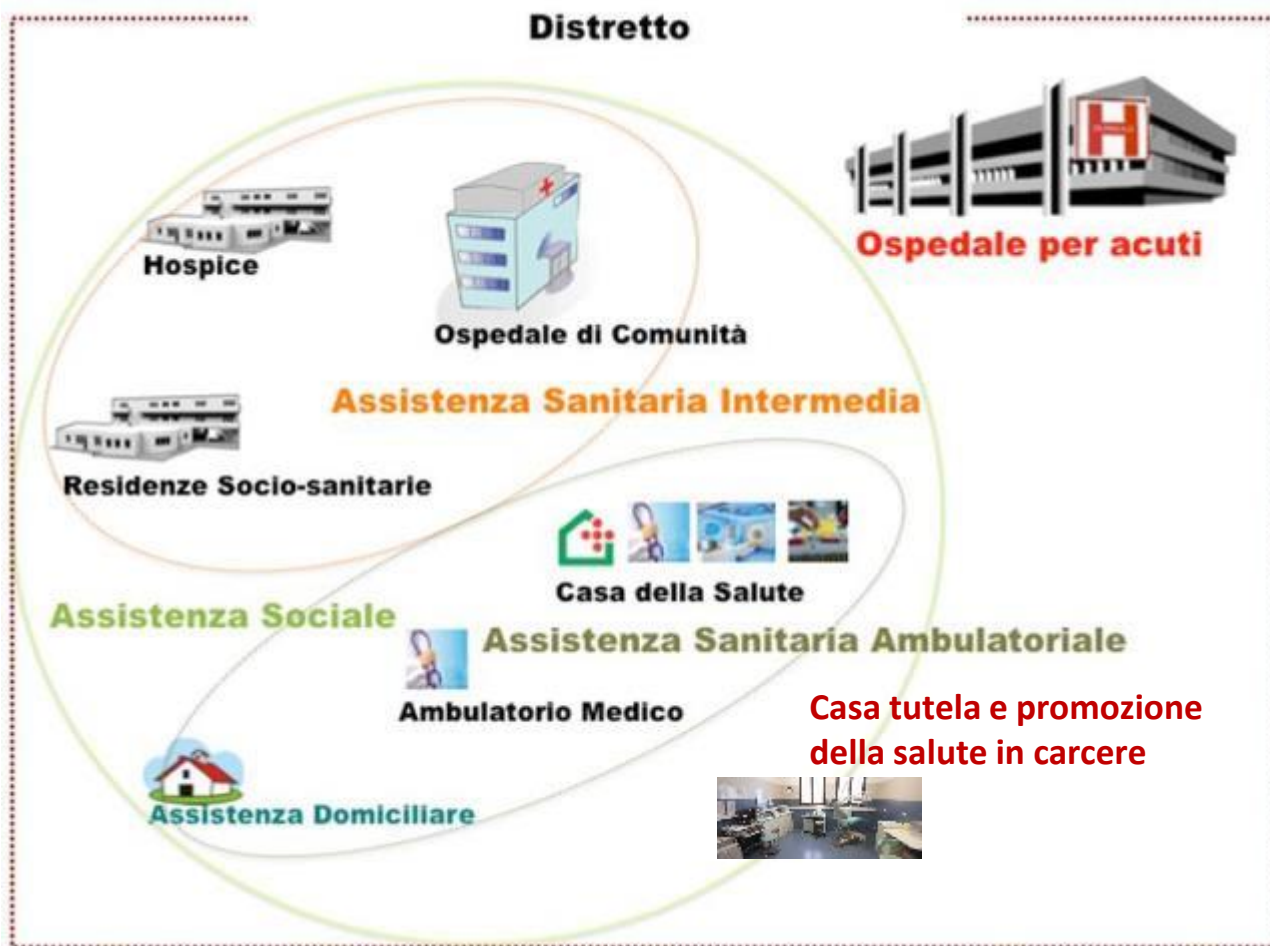 Distretto
H
Ospedale per acuti
Hospice
Ospedale di Comunità
Assistenza Sanitaria Intermedia
Residenze Socio-sanitarie
Casa della Salute
Assistenza Sociale
Assistenza Sanitaria Ambulatoriale
Ambulatorio Medico
Casa tutela e promozione
della salute in carcere
Assistenza Domiciliare